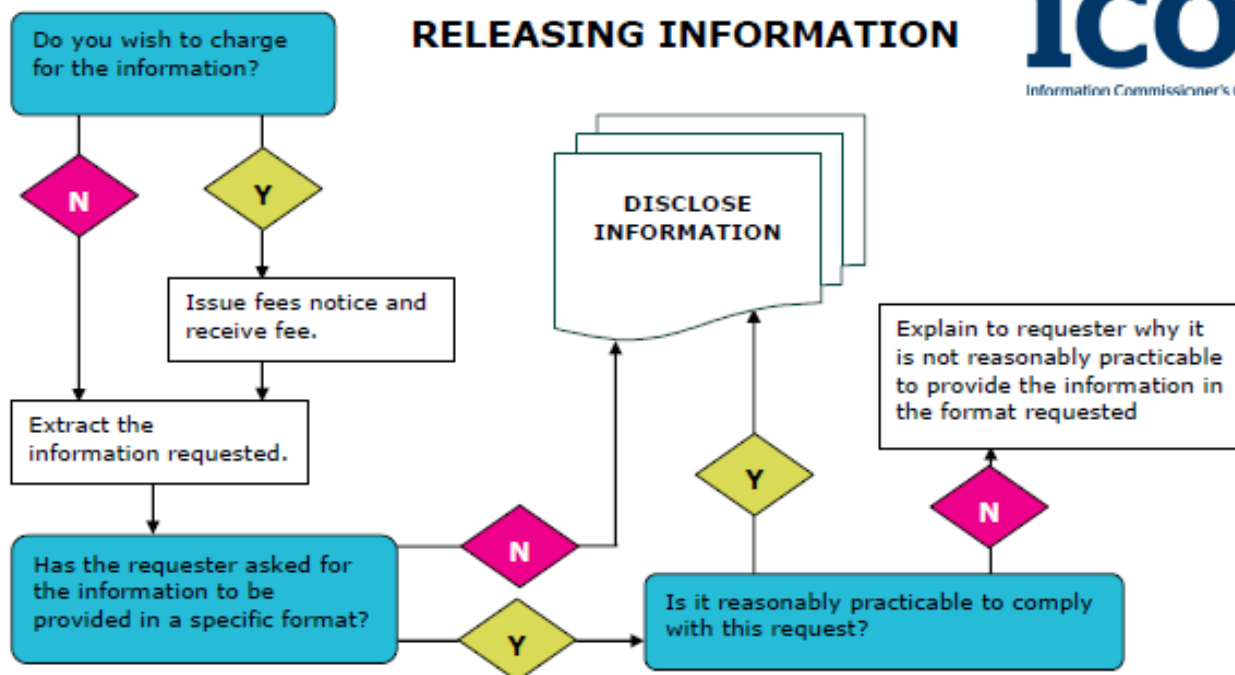 RELEASING INFORMATION
ico
Information Commissioner's
Do you wish to charge
for the information?
N
Y
Issue fees notice and
receive fee.
Extract the
information requested.
DISCLOSE
INFORMATION
Explain to requester why it
is not reasonably practicable
to provide the information in
the format requested
Y
N
Has the requester asked for
the information to be
provided in a specific format?
N
Y
Is it reasonably practicable to comply
with this request?